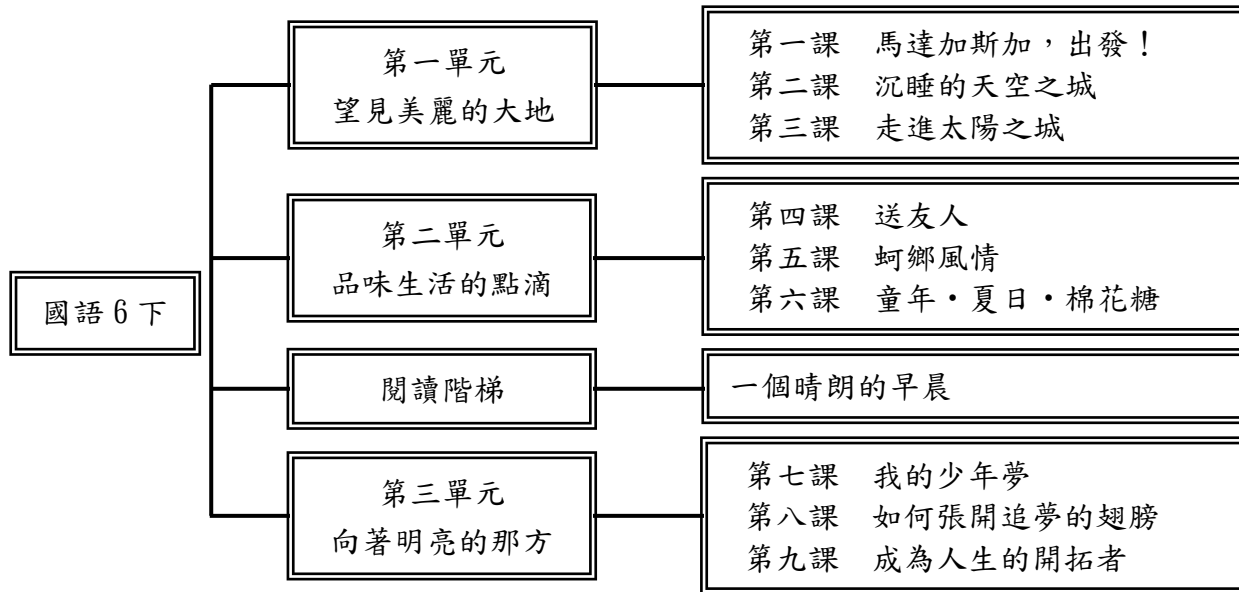 國語6下
第一單元
望見美麗的大地
第一課 馬達加斯加，出發！
第二課 沉睡的天空之城
第三課 走進太陽之城
第二單元
品味生活的點滴
第四課 送友人
第五課 蚵鄉風情
第六課 童年・夏日・棉花糖
閱讀階梯
一個晴朗的早晨
第三單元
向著明亮的那方
第七課 我的少年夢
第八課 如何張開追夢的翅膀
第九課 成為人生的開拓者